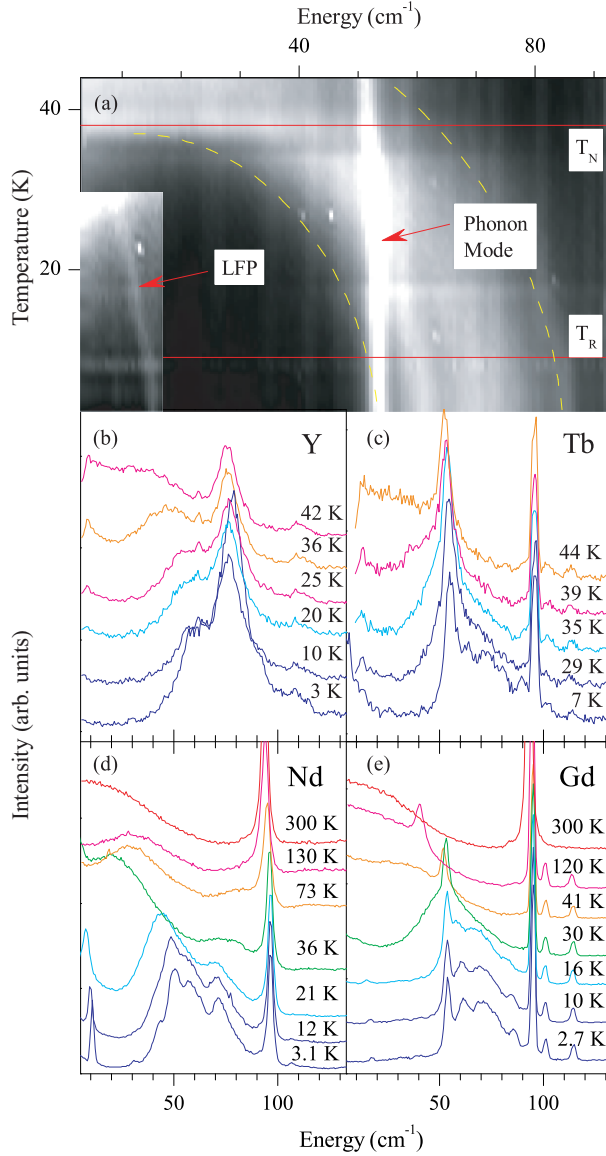 Energy (cm-1)
40 80
(a)
40
TN
Phonon
Mode
LFP
20
TR
Temperature (K)
(b) Y
42 K
36 K
25 K
20 K
10 K
3 K
(c) Tb
44 K
39 K
35 K
29 K
7 K
Intensity (arb. units)
(d) Nd
300 K
130 K
73 K
36 K
21 K
12 K
3.1 K
(e) Gd
300 K
120 K
41 K
30 K
16 K
10 K
2.7 K
50 100 50 100
Energy (cm-1)